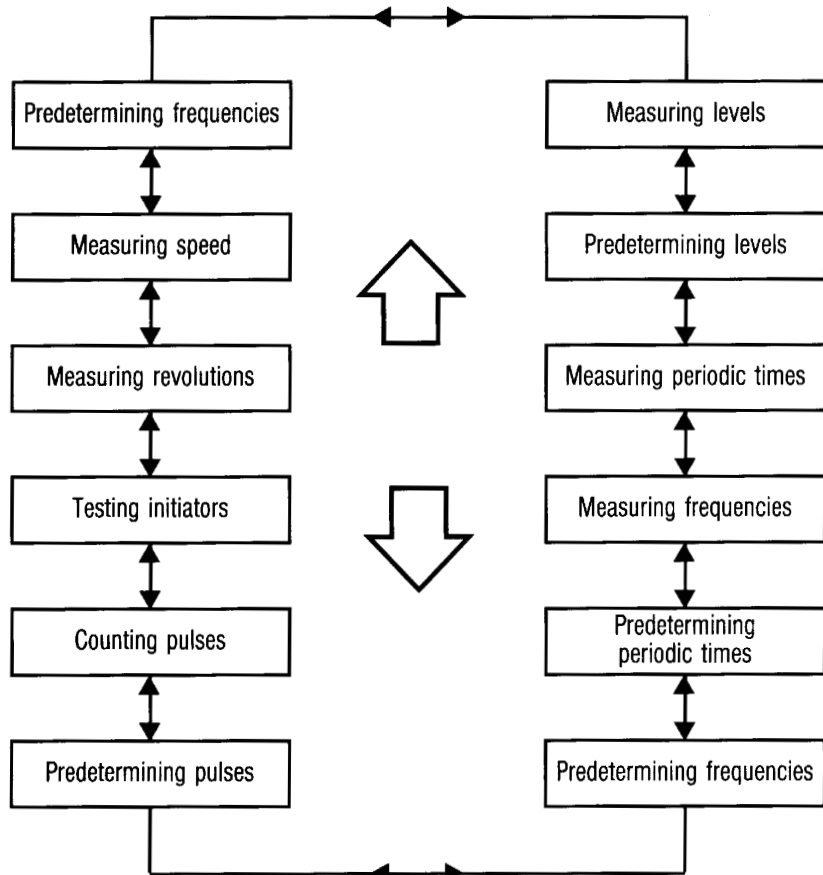 Predetermining frequencies
Measuring speed
Measuring revolutions
Testing initiators
Counting pulses
Predetermining pulses
Measuring levels
Predetermining levels
Measuring periodic times
Measuring frequencies
Predetermining
periodic times
Predetermining frequencies